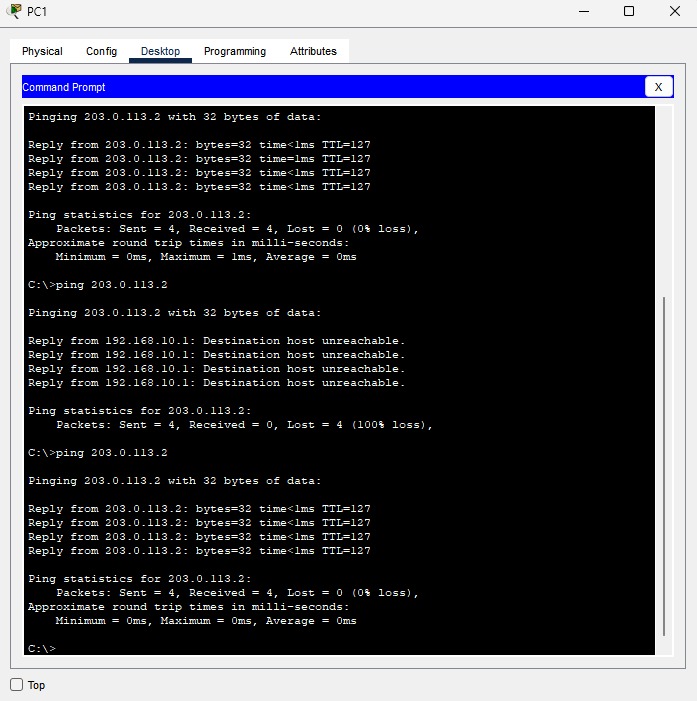 PC1
Physical Config Desktop Programming Attributes
Command Prompt X
Pinging 203.0.113.2 with 32 bytes of data:
Reply from 203.0.113.2: bytes=32 time<1ms TTL=127
Reply from 203.0.113.2: bytes=32 time=1ms TTL=127
Reply from 203.0.113.2: bytes=32 time<1ms TTL=127
Reply from 203.0.113.2: bytes=32 time<1ms TTL=127
Ping statistics for 203.0.113.2:
Packets: Sent = 4, Received = 4, Lost = 0 (0% loss),
Approximate round trip times in milli-seconds:
Minimum = 0ms, Maximum = 1ms, Average = 0ms
C:\>ping 203.0.113.2
Pinging 203.0.113.2 with 32 bytes of data:
Reply from 192.168.10.1: Destination host unreachable.
Reply from 192.168.10.1: Destination host unreachable.
Reply from 192.168.10.1: Destination host unreachable.
Reply from 192.168.10.1: Destination host unreachable.
Ping statistics for 203.0.113.2:
Packets: Sent = 4, Received = 0, Lost = 4 (100% loss),
C:\>ping 203.0.113.2
Pinging 203.0.113.2 with 32 bytes of data:
Reply from 203.0.113.2: bytes=32 time<1ms TTL=127
Reply from 203.0.113.2: bytes=32 time<1ms TTL=127
Reply from 203.0.113.2: bytes=32 time<1ms TTL=127
Reply from 203.0.113.2: bytes=32 time<1ms TTL=127
Ping statistics for 203.0.113.2:
Packets: Sent = 4, Received = 4, Lost = 0 (0% loss),
Approximate round trip times in milli-seconds:
Minimum = 0ms, Maximum = 0ms, Average = 0ms
C:\>
Top